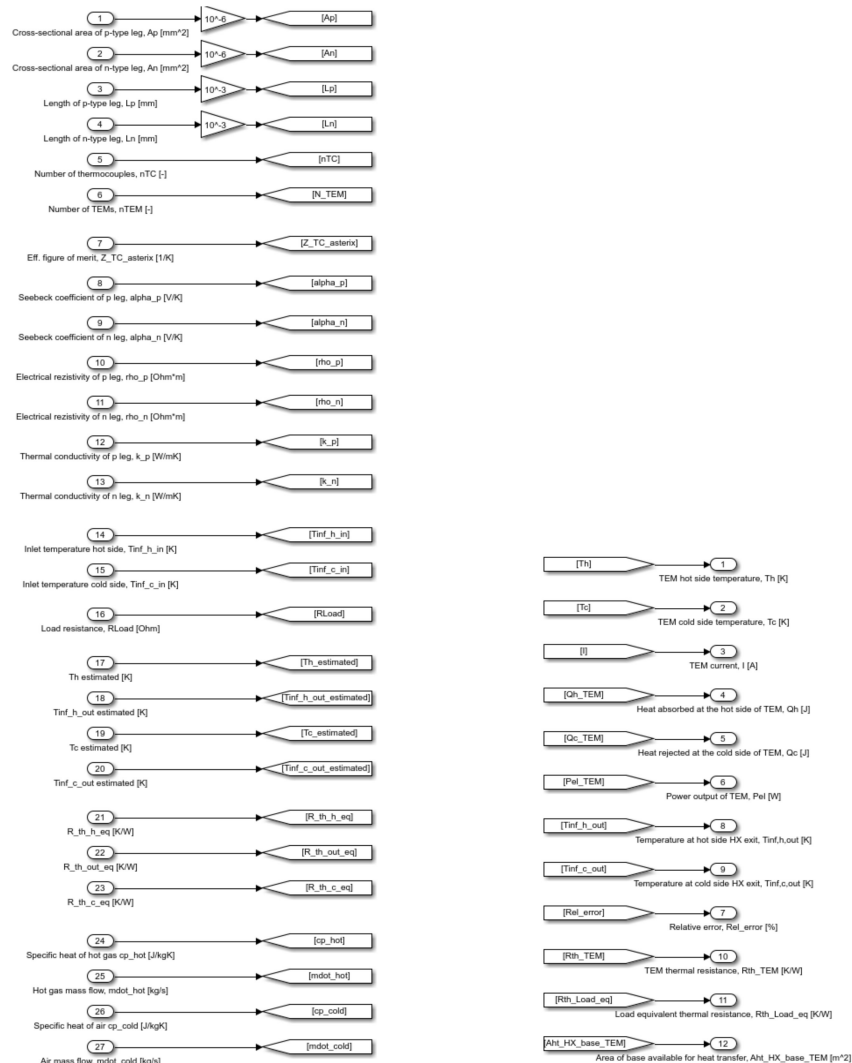 1 10^-6 [Ap]
Cross-sectional area of p-type leg, Ap [mm^2]
2 10^-6 [An]
Cross-sectional area of n-type leg, An [mm^2]
3 10^-3 [Lp]
Length of p-type leg, Lp [mm]
4 10^-3 [Ln]
Length of n-type leg, Ln [mm]
5 [nTC]
Number of thermocouples, nTC [-]
6 [N_TEM]
Number of TEMs, nTEM [-]
7 [Z_TC_asterix]
Eff. figure of merit, Z_TC_asterix [1/K]
8 [alpha_p]
Seebeck coefficient of p leg, alpha_p [V/K]
9 [alpha_n]
Seebeck coefficient of n leg, alpha_n [V/K]
10 [rho_p]
Electrical rezistivity of p leg, rho_p [Ohm*m]
11 [rho_n]
Electrical rezistivity of n leg, rho_n [Ohm*m]
12 [k_p]
Thermal conductivity of p leg, k_p [W/mK]
13 [k_n]
Thermal conductivity of n leg, k_n [W/mK]
14 [Tinf_h_in]
Inlet temperature hot side, Tinf_h_in [K]
15 [Tinf_c_in]
Inlet temperature cold side, Tinf_c_in [K]
16 [RLoad]
Load resistance, RLoad [Ohm]
17 [Th_estimated]
Th estimated [K]
18 [Tinf_h_out_estimated]
Tinf_h_out estimated [K]
19 [Tc_estimated]
Tc estimated [K]
20 [Tinf_c_out_estimated]
Tinf_c_out estimated [K]
21 [R_th_h_eq]
R_th_h_eq [K/W]
22 [R_th_out_eq]
R_th_out_eq [K/W]
23 [R_th_c_eq]
R_th_c_eq [K/W]
24 [cp_hot]
Specific heat of hot gas cp_hot [J/kgK]
25 [mdot_hot]
Hot gas mass flow, mdot_hot [kg/s]
26 [cp_cold]
Specific heat of air cp_cold [J/kgK]
27 [mdot_cold]
Air mass flow, mdot_cold [kg/s]
[Th] 1
TEM hot side temperature, Th [K]
[Tc] 2
TEM cold side temperature, Tc [K]
[I] 3
TEM current, I [A]
[Qh_TEM] 4
Heat absorbed at the hot side of TEM, Qh [J]
[Qc_TEM] 5
Heat rejected at the cold side of TEM, Qc [J]
[Pel_TEM] 6
Power output of TEM, Pel [W]
[Tinf_h_out] 8
Temperature at hot side HX exit, Tinf,h,out [K]
[Tinf_c_out] 9
Temperature at cold side HX exit, Tinf,c,out [K]
[Rel_error] 7
Relative error, Rel_error [%]
[Rth_TEM] 10
TEM thermal resistance, Rth_TEM [K/W]
[Rth_Load_eq] 11
Load equivalent thermal resistance, Rth_Load_eq [K/W]
[Aht_HX_base_TEM] 12
Area of base available for heat transfer, Aht_HX_base_TEM [m^2]